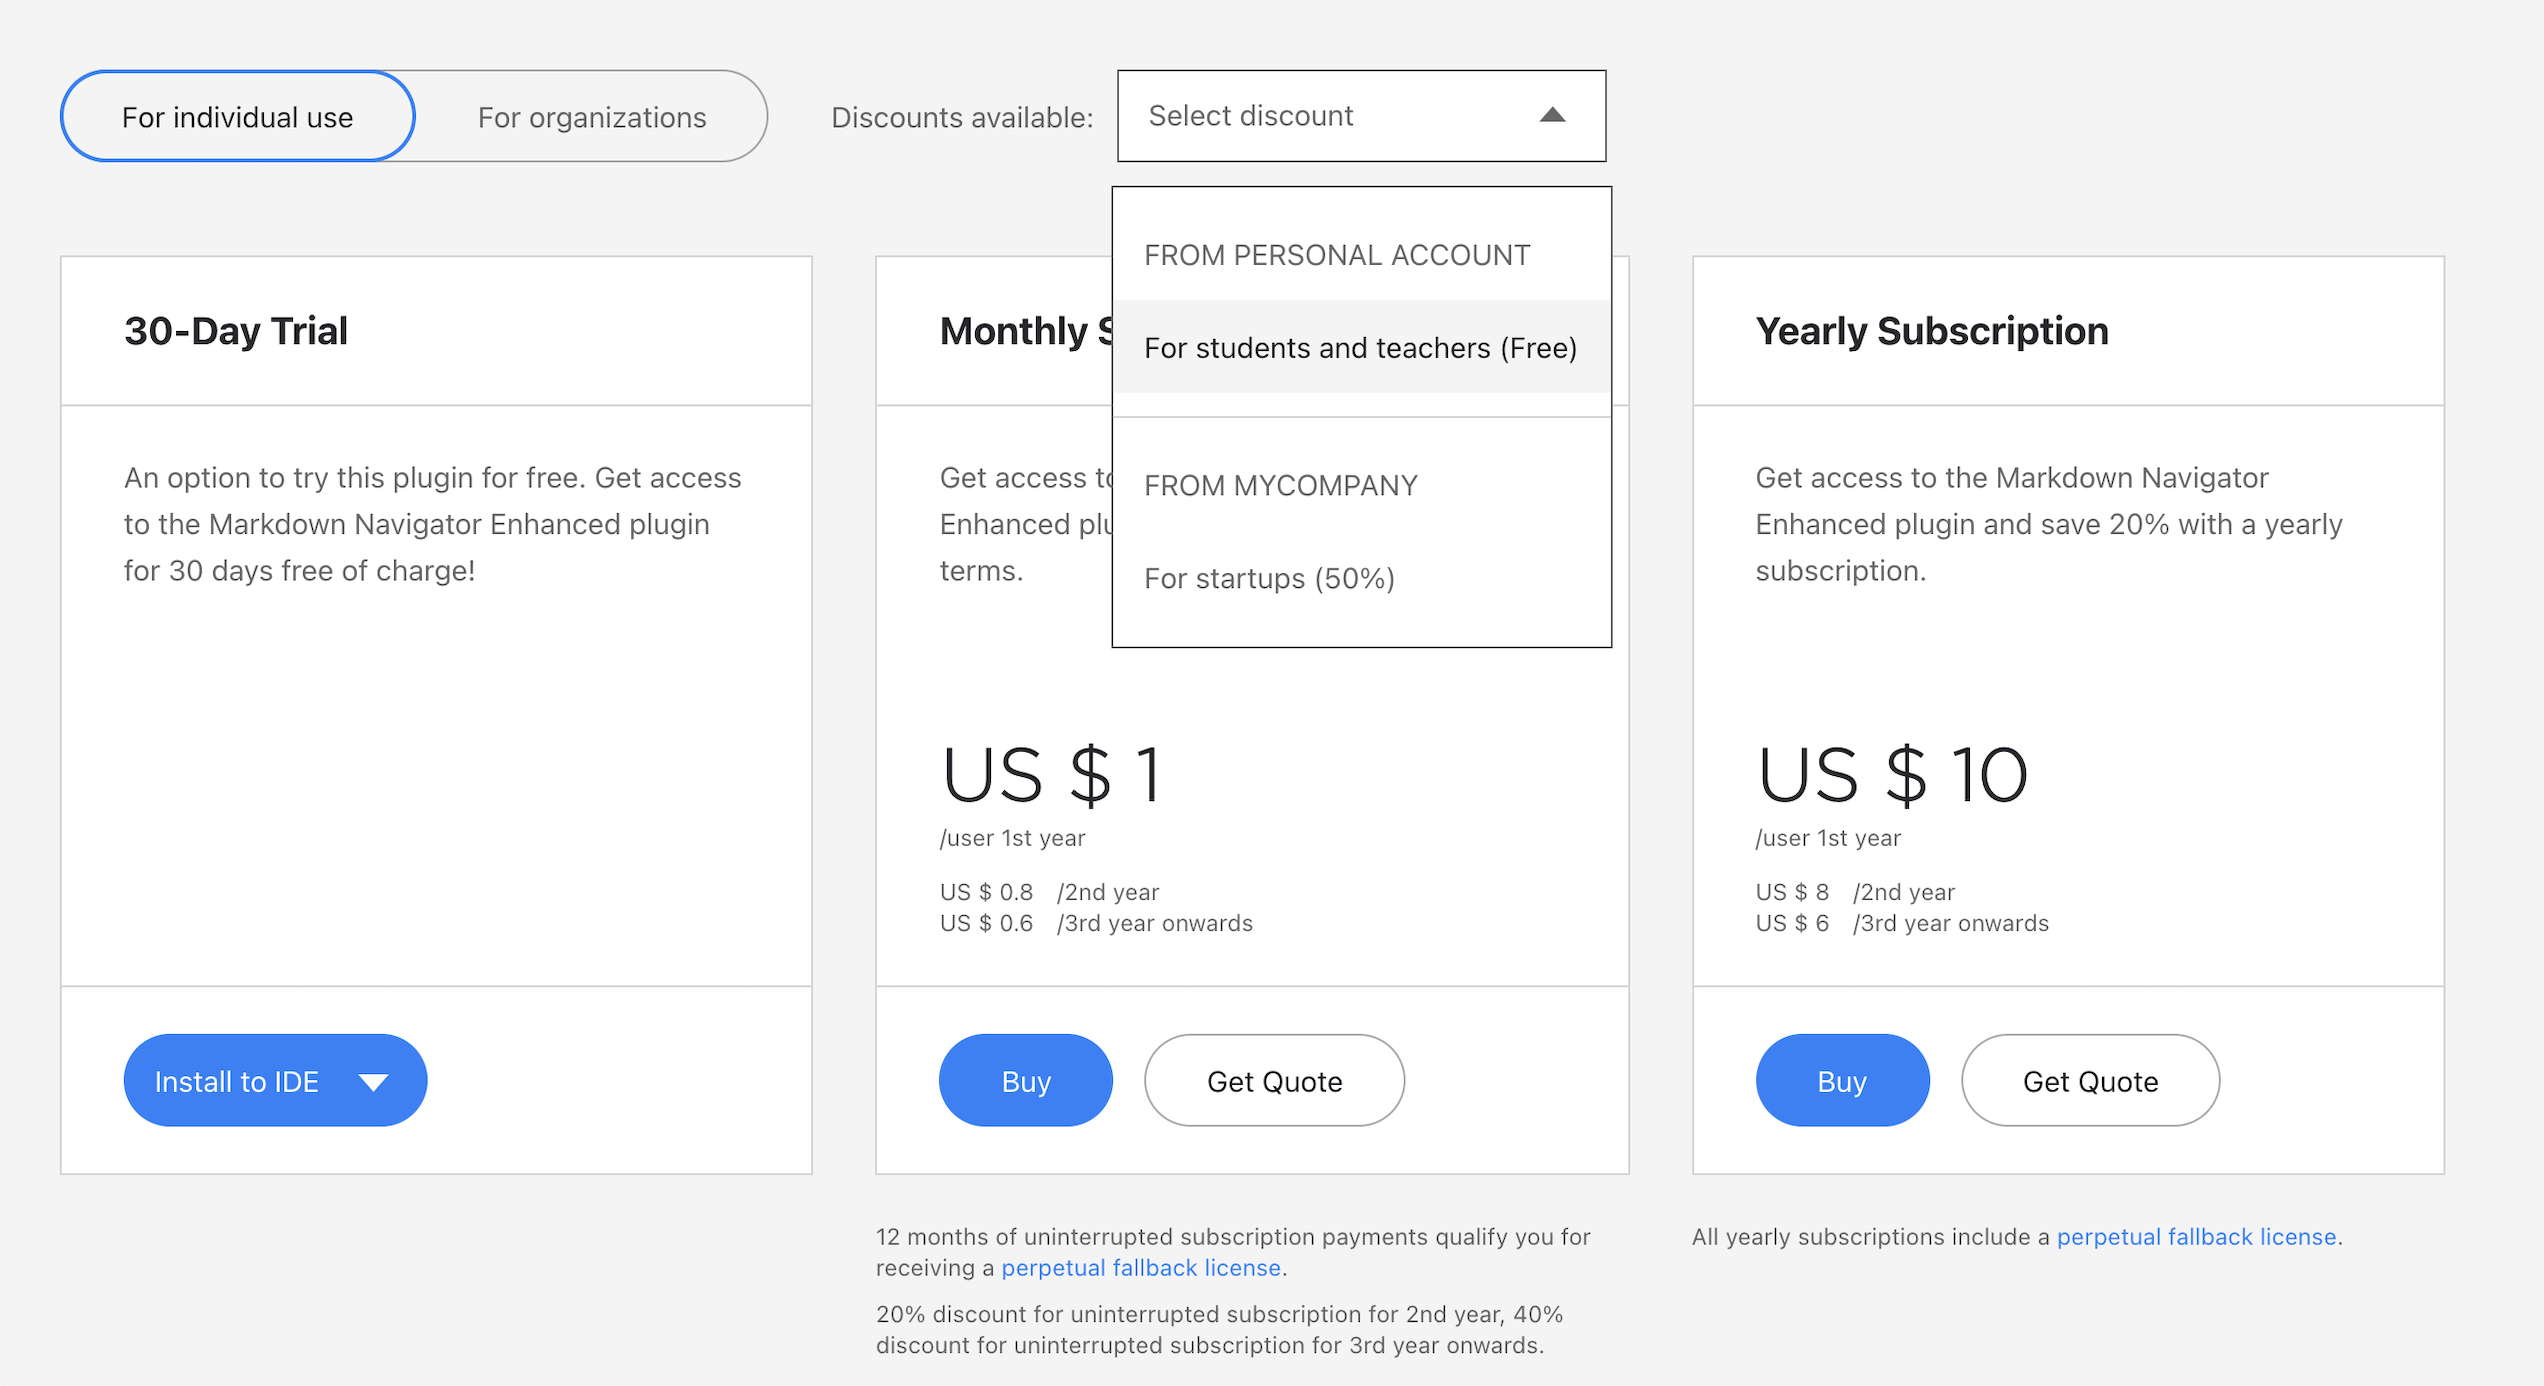 For individual use
For organizations
Discounts available:
Select discount
FROM PERSONAL ACCOUNT
For students and teachers (Free)
FROM MYCOMPANY
For startups (50%)
30-Day Trial
An option to try this plugin for free. Get access
to the Markdown Navigator Enhanced plugin
for 30 days free of charge!
Install to IDE
Monthly
Get access
Enhanced
terms.
US $ 1
/user 1st year
US $ 0.8 /2nd year
US $ 0.6 /3rd year onwards
Buy
Get Quote
12 months of uninterrupted subscription payments qualify you for
receiving a perpetual fallback license.
20% discount for uninterrupted subscription for 2nd year, 40%
discount for uninterrupted subscription for 3rd year onwards.
Yearly Subscription
Get access to the Markdown Navigator
Enhanced plugin and save 20% with a yearly
subscription.
US $ 10
/user 1st year
US $ 8 /2nd year
US $ 6 /3rd year onwards
Buy
Get Quote
All yearly subscriptions include a perpetual fallback license.